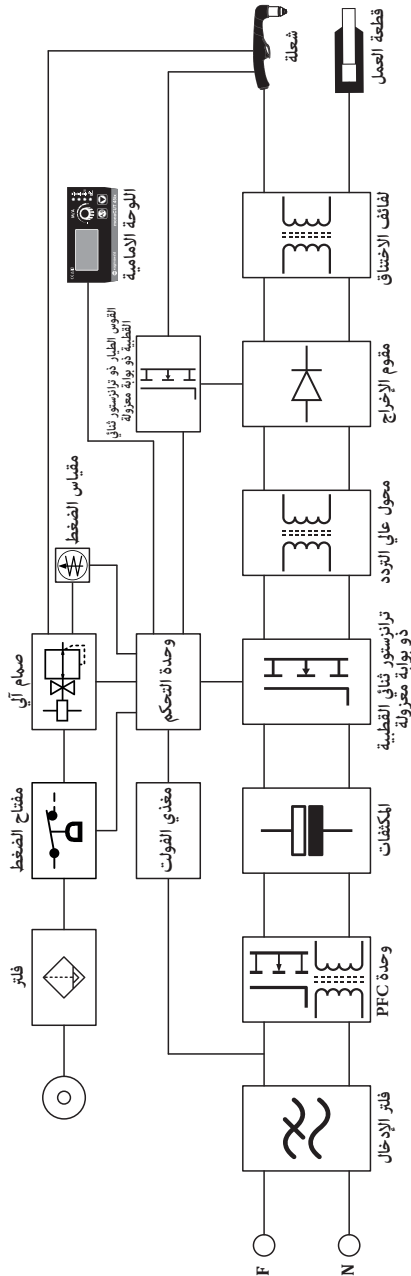 شعلة
قطعة العمل
اللوحة الامامية
القوس الطيار ذو ترانزستور ثنائي
القطبية ذو بوابة معزولة
لفائف الاختناق
مقوم الإخراج
مقياس الضغط
محول عالي التردد
صمام آلي
وحدة التحكم
ترانزستور ثنائي القطبية
ذو بوابة معزولة
مفتاح الضغط
مغذي الفولت
المكثفات
فلتر
وحدة PFC
فلتر الإدخال
F
N